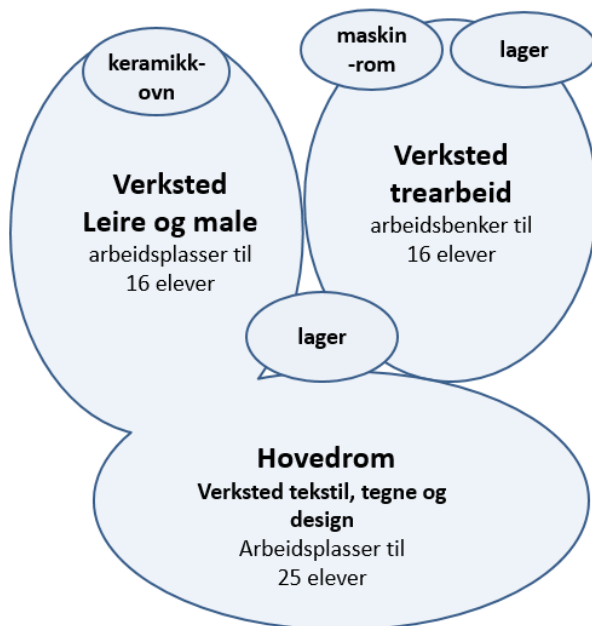 keramikk-
ovn
maskin
-rom
lager
Verksted
Leire og male
arbeidsplasser til
16 elever
Verksted
trearbeid
arbeidsbenker til
16 elever
lager
Hovedrom
Verksted tekstil, tegne og
design
Arbeidsplasser til
25 elever